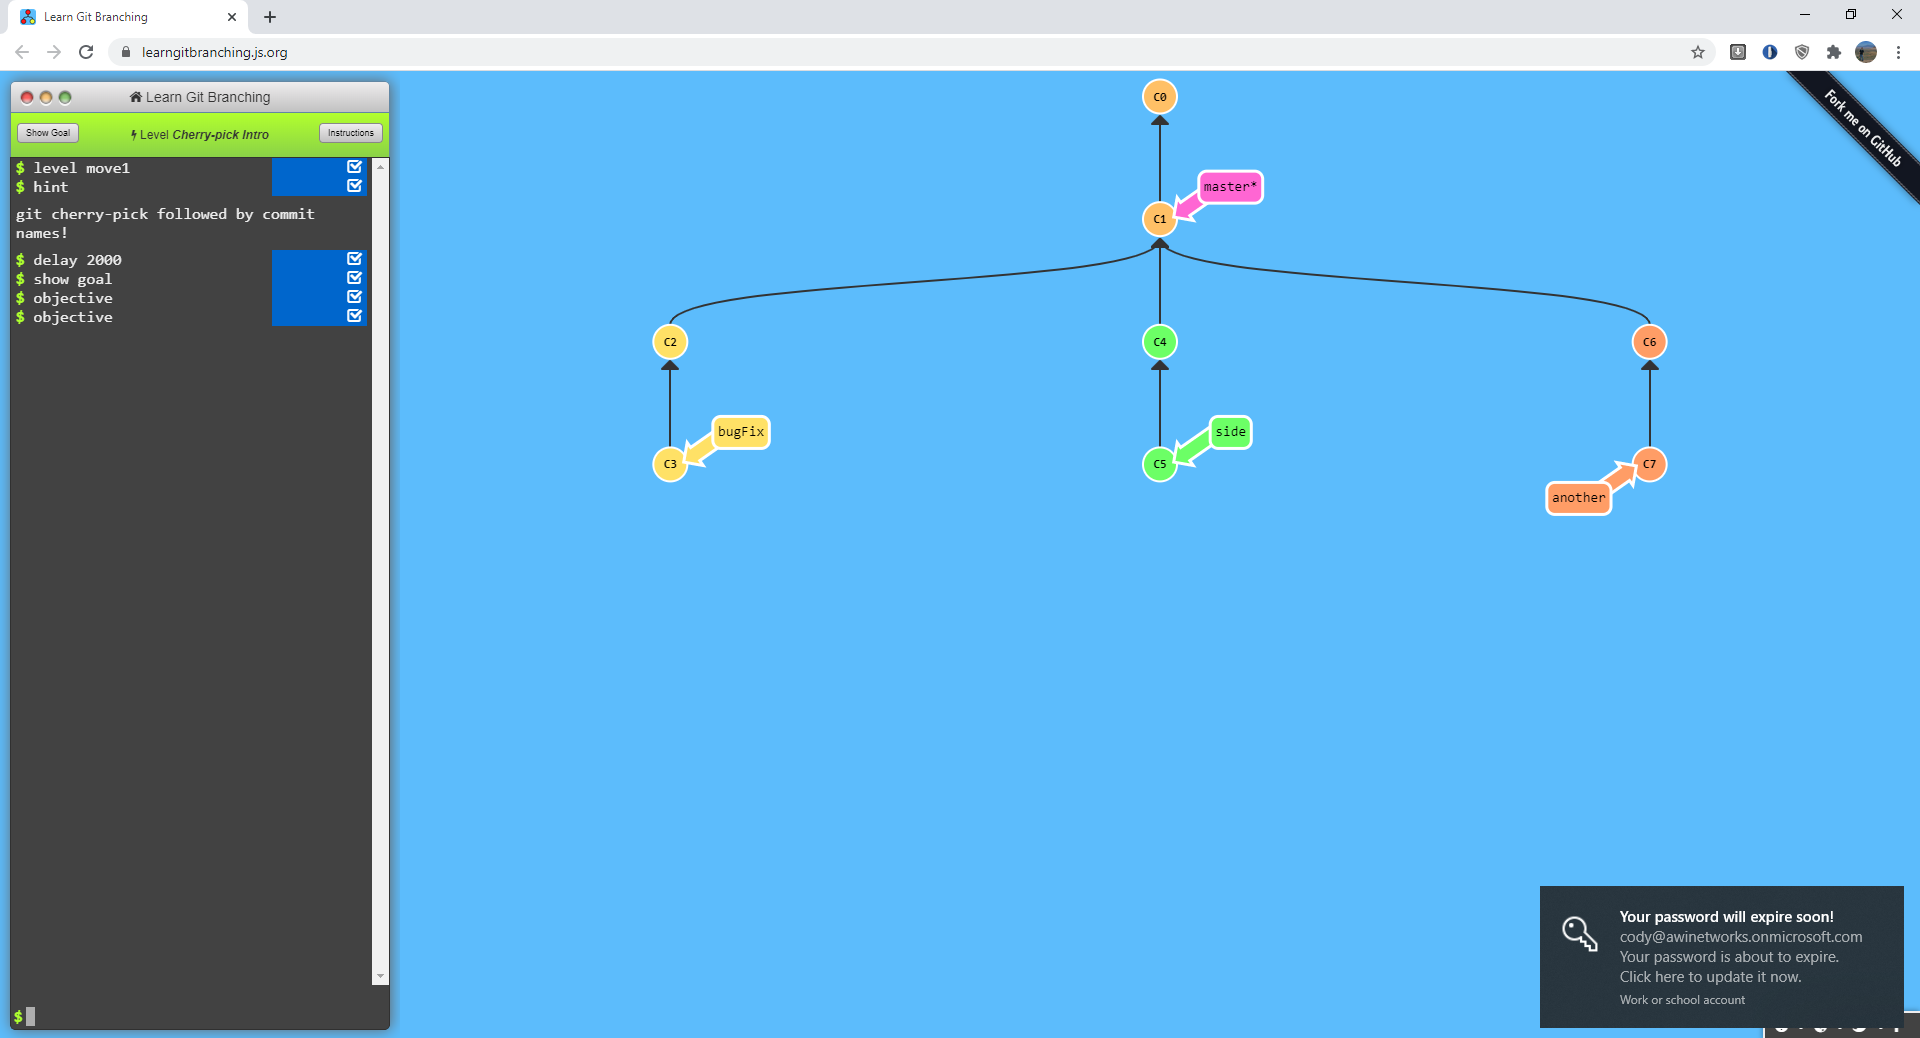 Learn Git Branching
learngitbranching.js.org
Learn Git Branching
Show Goal
Level Cherry-pick Intro
Instructions
$ level move1
$ hint
git cherry-pick followed by commit
names!
$ delay 2000
$ show goal
$ objective
$ objective
$
C0
master*
C1
C2
C4
C6
bugFix
side
C3
C5
C7
another
Fork me on GitHub
Your password will expire soon!
cody@awinetworks.onmicrosoft.com
Your password is about to expire.
Click here to update it now.
Work or school account